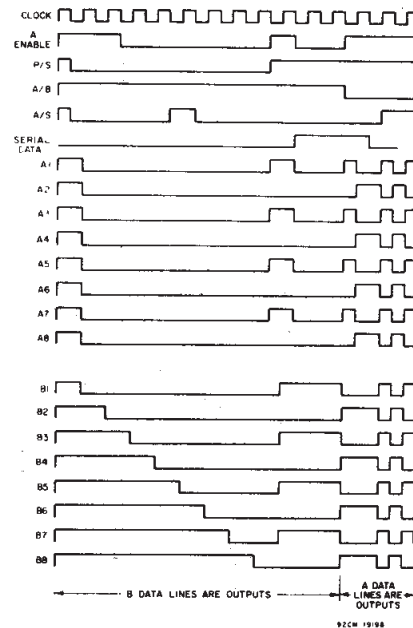 CLOCK
A
ENABLE
P/S
A/B
A/S
SERIAL
DATA
A1
A2
A3
A4
A5
A6
A7
A8
B1
B2
B3
B4
B5
B6
B7
B8
B DATA LINES ARE OUTPUTS
A DATA
LINES ARE
OUTPUTS
92CM 19198